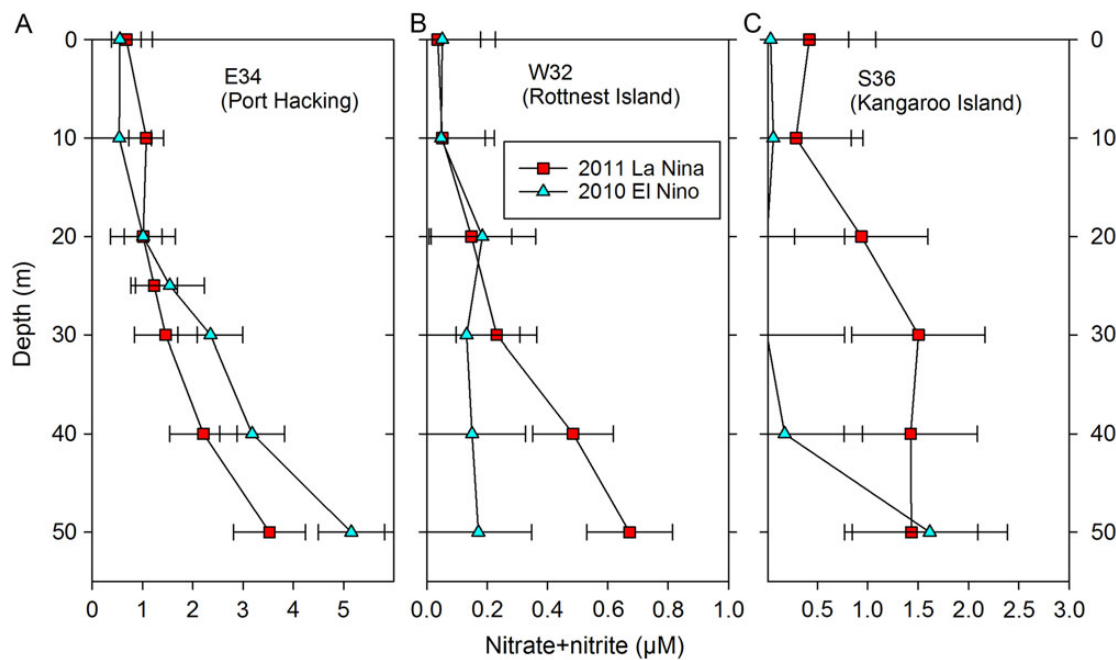 A
B
C
E34
(Port Hacking)
W32
(Rottnest Island)
S36
(Kangaroo Island)
2011 La Nina
2010 El Nino
Depth (m)
0
10
20
30
40
50
0
10
20
30
40
50
0 1 2 3 4 5
0.0 0.2 0.4 0.6 0.8 1.0
0.5 1.0 1.5 2.0 2.5 3.0
Nitrate+nitrite (µM)